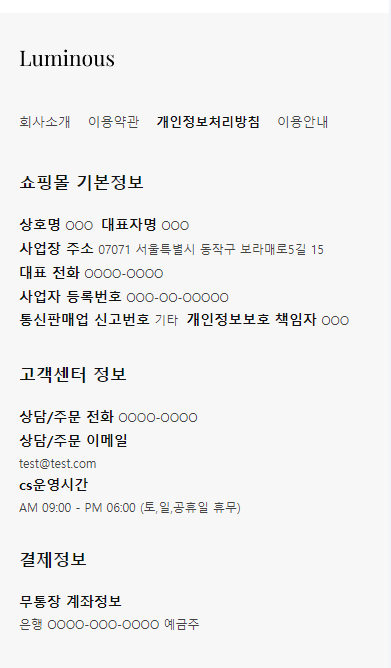 Luminous
회사소개 이용약관 개인정보처리방침 이용안내
쇼핑몰 기본정보
상호명 OOO 대표자명 OOO
사업장 주소 07071 서울특별시 동작구 보라매로5길 15
대표 전화 OOOO-OOOO
사업자 등록번호 OOO-OO-OOOOO
통신판매업 신고번호 기타 개인정보보호 책임자 OOO
고객센터 정보
상담/주문 전화 OOOO-OOOO
상담/주문 이메일
test@test.com
cs운영시간
AM 09:00 - PM 06:00 (토,일,공휴일 휴무)
결제정보
무통장 계좌정보
은행 OOOO-OOO-OOOO 예금주